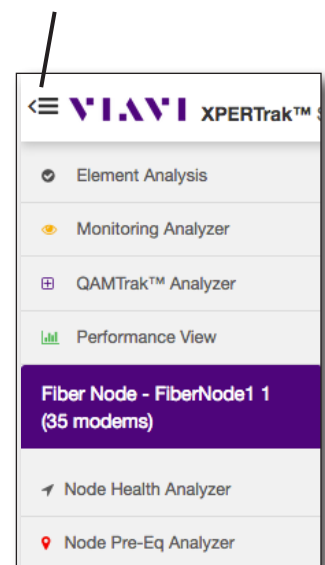 VIAVI XPERTrak™
Element Analysis
Monitoring Analyzer
QAMTrak™ Analyzer
Performance View
Fiber Node - FiberNode1 1
(35 modems)
Node Health Analyzer
Node Pre-Eq Analyzer